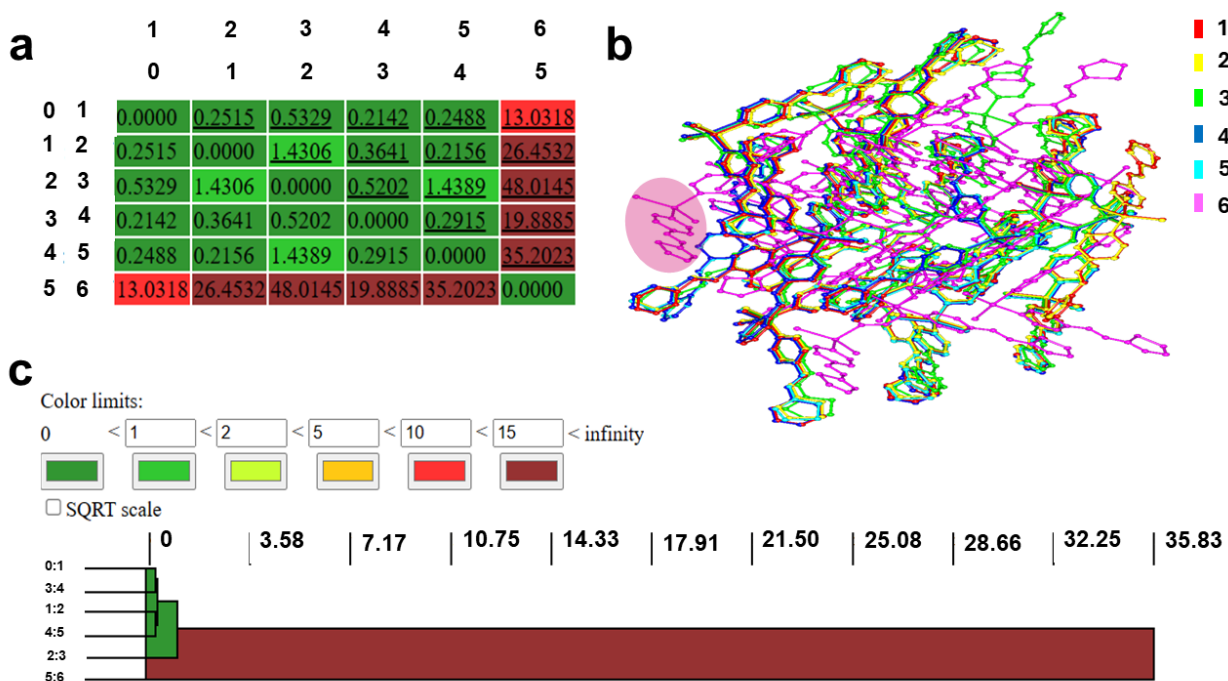 a
1 2 3 4 5 6
0 1 2 3 4 5
0 1 0.0000 0.2515 0.5329 0.2142 0.2488 13.0318
1 2 0.2515 0.0000 1.4306 0.3641 0.2156 26.4532
2 3 0.5329 1.4306 0.0000 0.5202 1.4389 48.0145
3 4 0.2142 0.3641 0.5202 0.0000 0.2915 19.8885
4 5 0.2488 0.2156 1.4389 0.2915 0.0000 35.2023
5 6 13.0318 26.4532 48.0145 19.8885 35.2023 0.0000
b
1
2
3
4
5
6
c
Color limits:
0 < 1 < 2 < 5 < 10 < 15 < infinity
SQRT scale
0 3.58 7.17 10.75 14.33 17.91 21.50 25.08 28.66 32.25 35.83
0:1
3:4
1:2
4:5
2:3
5:6